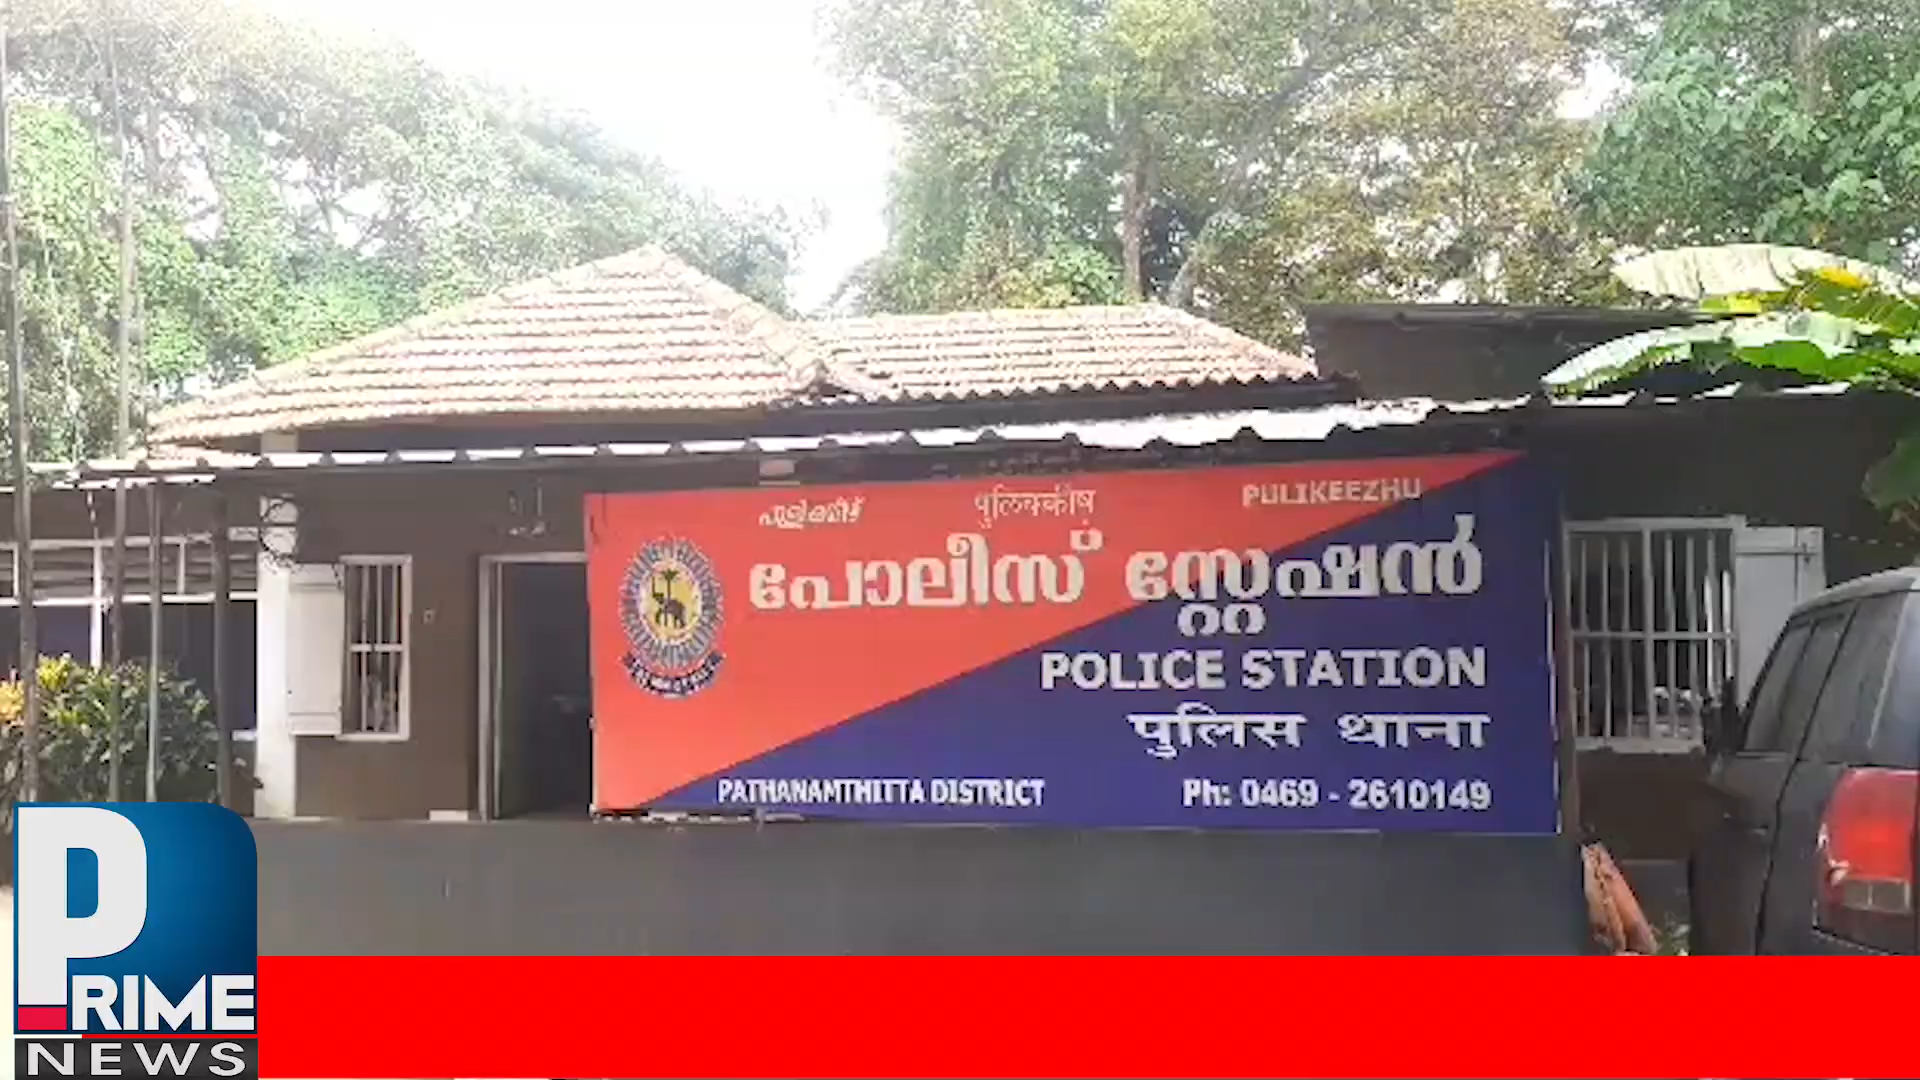 പുളിക്കീഴ് पुलिक्कीष़ PULIKEEZHU
പോലീസ് സ്റ്റേഷൻ
POLICE STATION
पुलिस थाना
PATHANAMTHITTA DISTRICT Ph: 0469 - 2610149
PRIME
NEWS